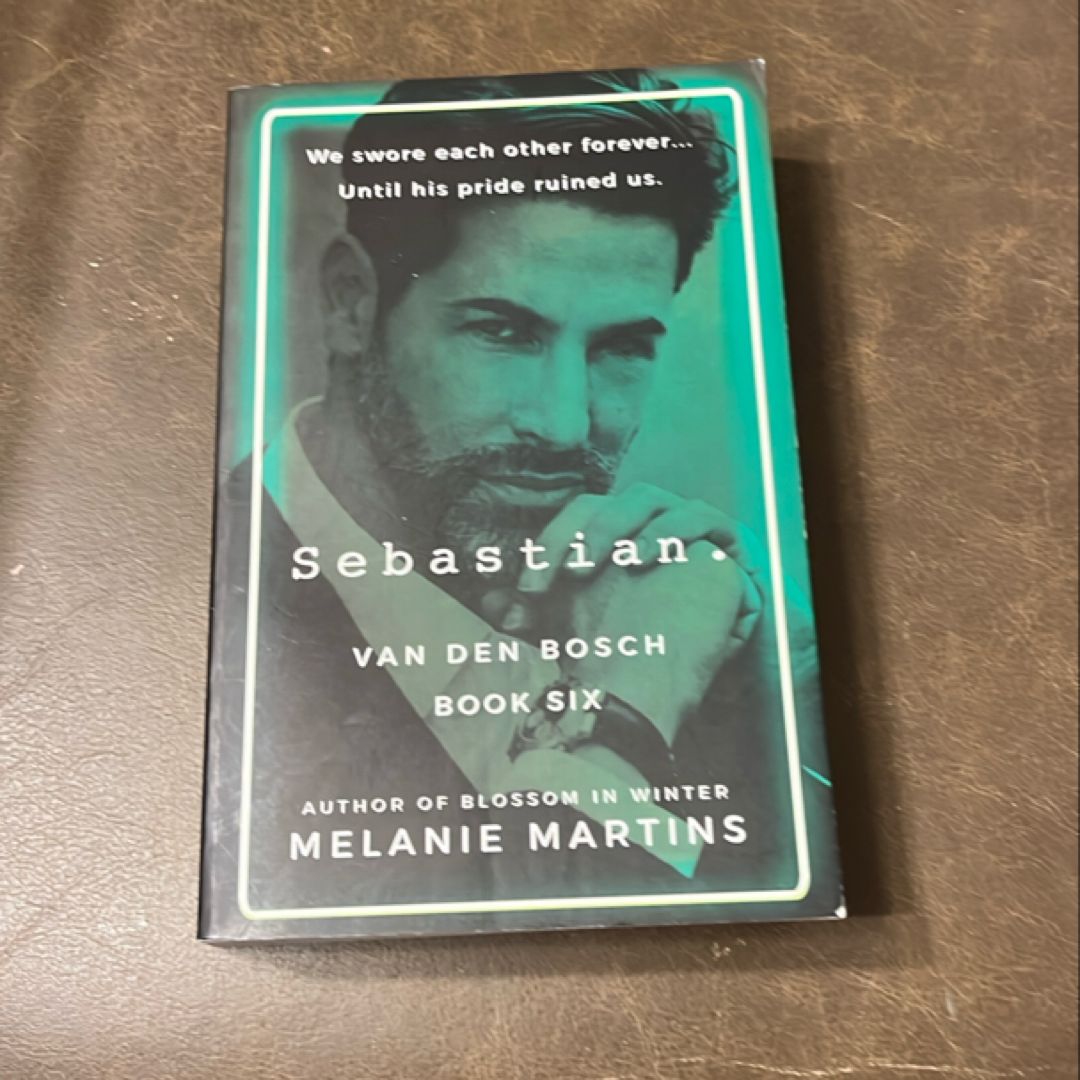 We swore each other forever...
Until his pride ruined us.
Sebastian.
VAN DEN BOSCH
BOOK SIX
AUTHOR OF BLOSSOM IN WINTER
MELANIE MARTINS